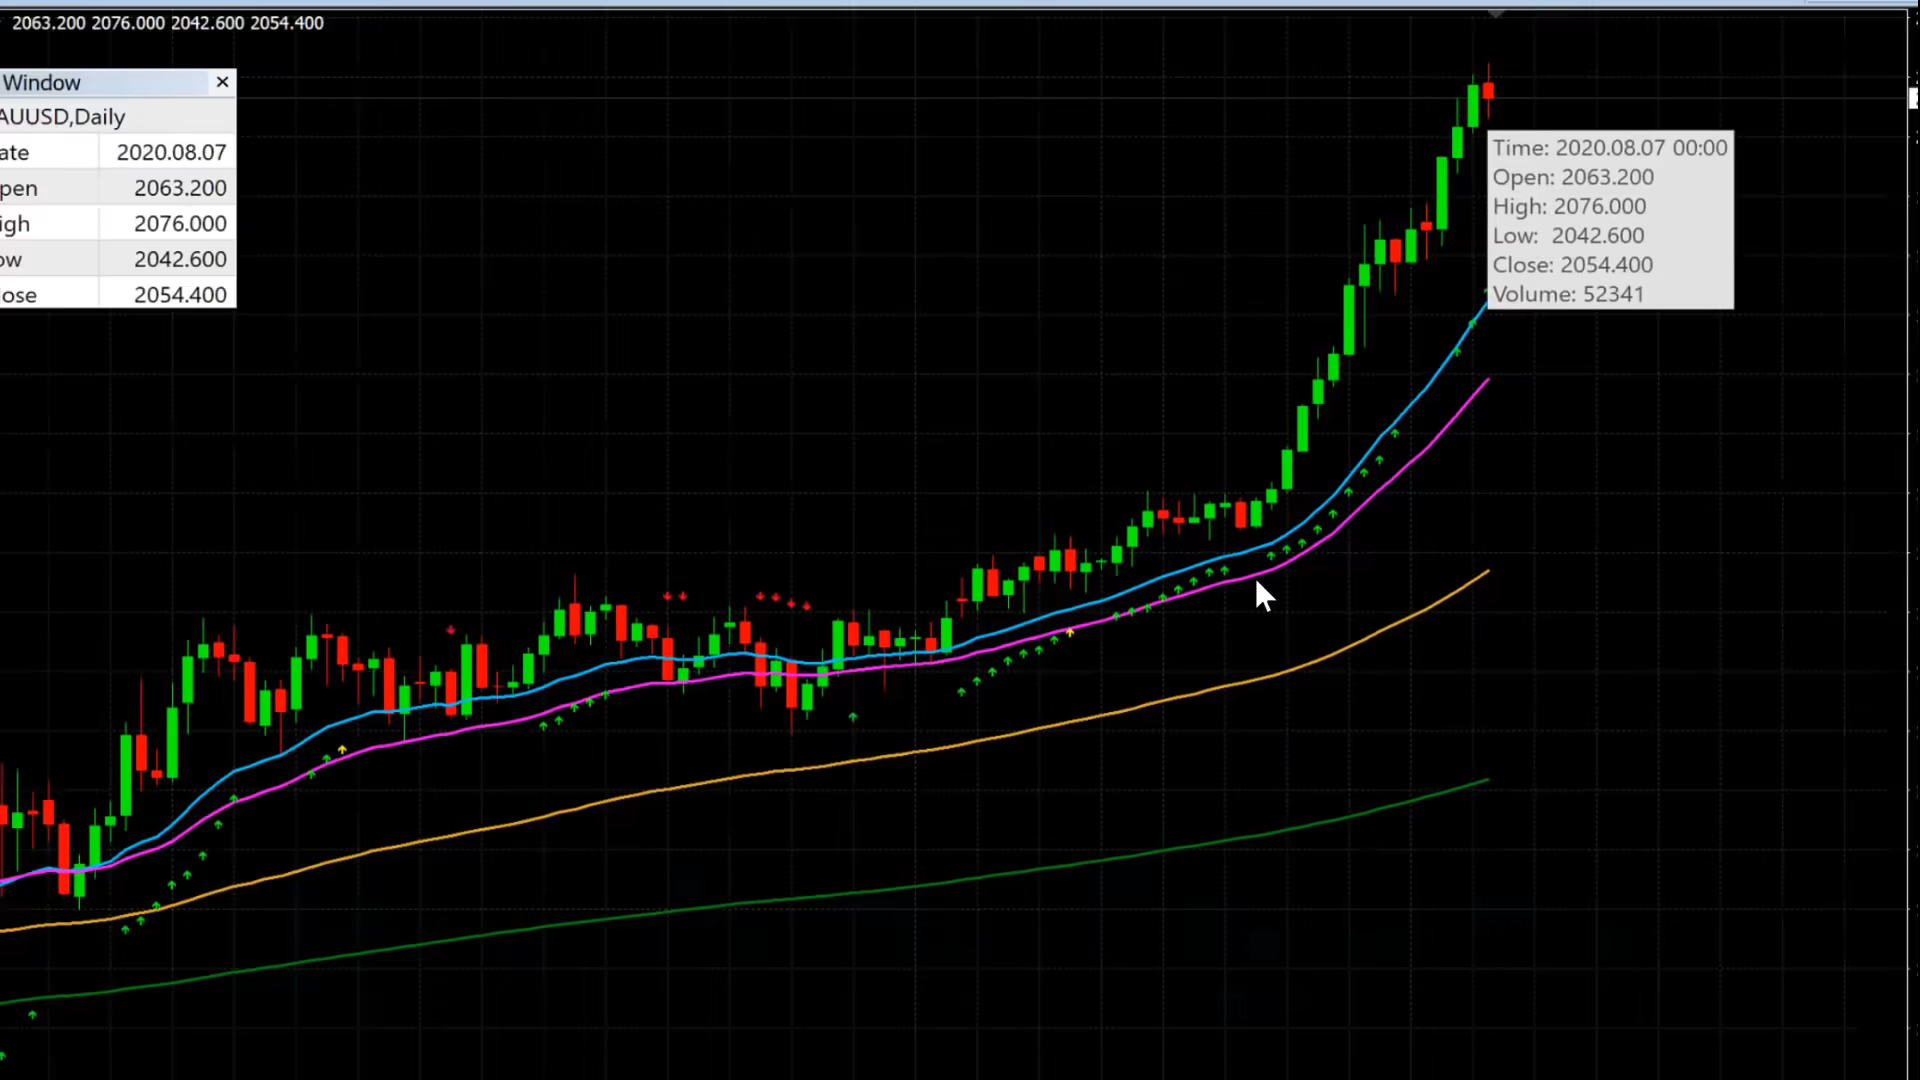 2063.200 2076.000 2042.600 2054.400
Window
AUUSD,Daily
ate 2020.08.07
pen 2063.200
igh 2076.000
ow 2042.600
lose 2054.400
Time: 2020.08.07 00:00
Open: 2063.200
High: 2076.000
Low: 2042.600
Close: 2054.400
Volume: 52341